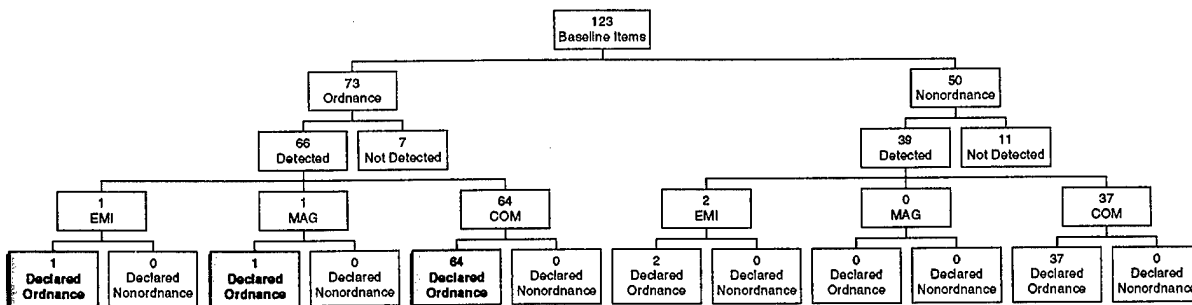 123
Baseline Items
73
Ordnance
50
Nonordnance
66
Detected
7
Not Detected
39
Detected
11
Not Detected
1
EMI
1
MAG
64
COM
2
EMI
0
MAG
37
COM
1
Declared
Ordnance
0
Declared
Nonordnance
1
Declared
Ordnance
0
Declared
Nonordnance
64
Declared
Ordnance
0
Declared
Nonordnance
2
Declared
Ordnance
0
Declared
Nonordnance
0
Declared
Ordnance
0
Declared
Nonordnance
37
Declared
Ordnance
0
Declared
Nonordnance